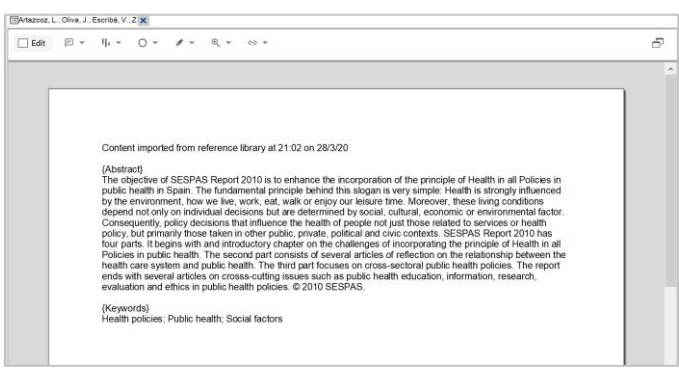 Artazcoz, L.; Oliva, J.; Escribà, V.; Z
Edit
Content imported from reference library at 21:02 on 28/3/20
{Abstract}
The objective of SESPAS Report 2010 is to enhance the incorporation of the principle of Health in all Policies in
public health in Spain. The fundamental principle behind this slogan is very simple: Health is strongly influenced
by the environment, how we live, work, eat, walk or enjoy our leisure time. Moreover, these living conditions
depend not only on individual decisions but are determined by social, cultural, economic or environmental factor.
Consequently, policy decisions that influence the health of people not just those related to services or health
policy, but primarily those taken in other public, private, political and civic contexts. SESPAS Report 2010 has
four parts. It begins with and introductory chapter on the challenges of incorporating the principle of Health in all
Policies in public health. The second part consists of several articles of reflection on the relationship between the
health care system and public health. The third part focuses on cross-sectoral public health policies. The report
ends with several articles on crosss-cutting issues such as public health education, information, research,
evaluation and ethics in public health policies. © 2010 SESPAS.
{Keywords}
Health policies; Public health; Social factors